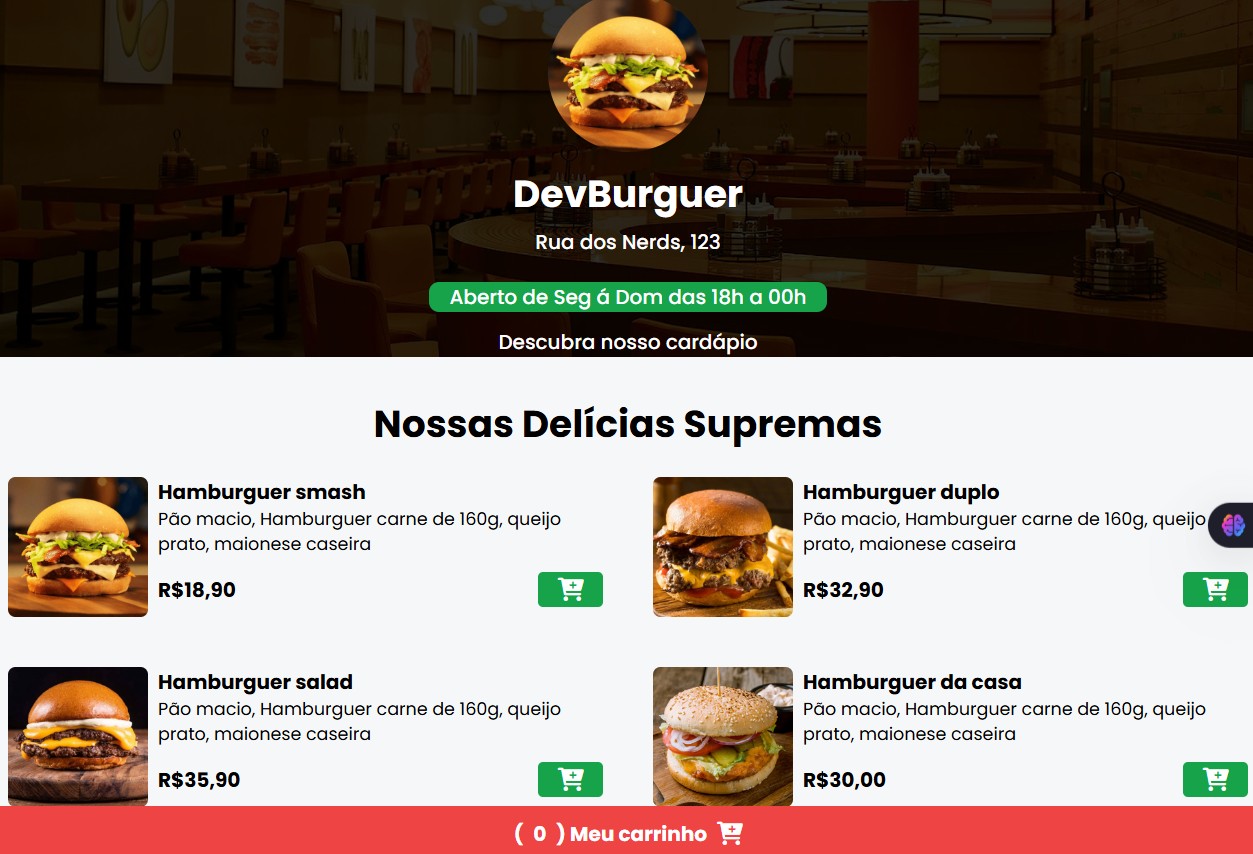 DevBurguer
Rua dos Nerds, 123
Aberto de Seg á Dom das 18h a 00h
Descubra nosso cardápio
Nossas Delícias Supremas
Hamburguer smash
Pão macio, Hamburguer carne de 160g, queijo
prato, maionese caseira
R$18,90
Hamburguer duplo
Pão macio, Hamburguer carne de 160g, queijo
prato, maionese caseira
R$32,90
Hamburguer salad
Pão macio, Hamburguer carne de 160g, queijo
prato, maionese caseira
R$35,90
Hamburguer da casa
Pão macio, Hamburguer carne de 160g, queijo
prato, maionese caseira
R$30,00
( 0 ) Meu carrinho